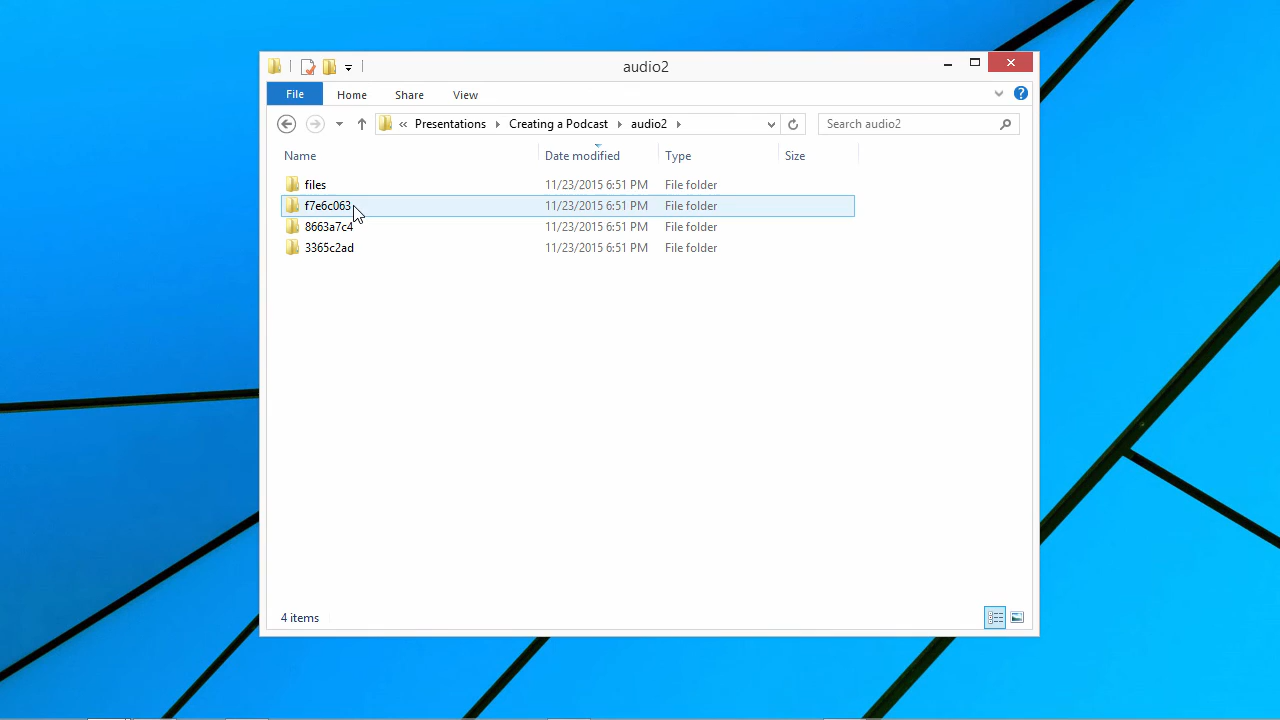 audio2
File Home Share View
« Presentations Creating a Podcast audio2 Search audio2
Name Date modified Type Size
files 11/23/2015 6:51 PM File folder
f7e6c063 11/23/2015 6:51 PM File folder
8663a7c4 11/23/2015 6:51 PM File folder
3365c2ad 11/23/2015 6:51 PM File folder
4 items